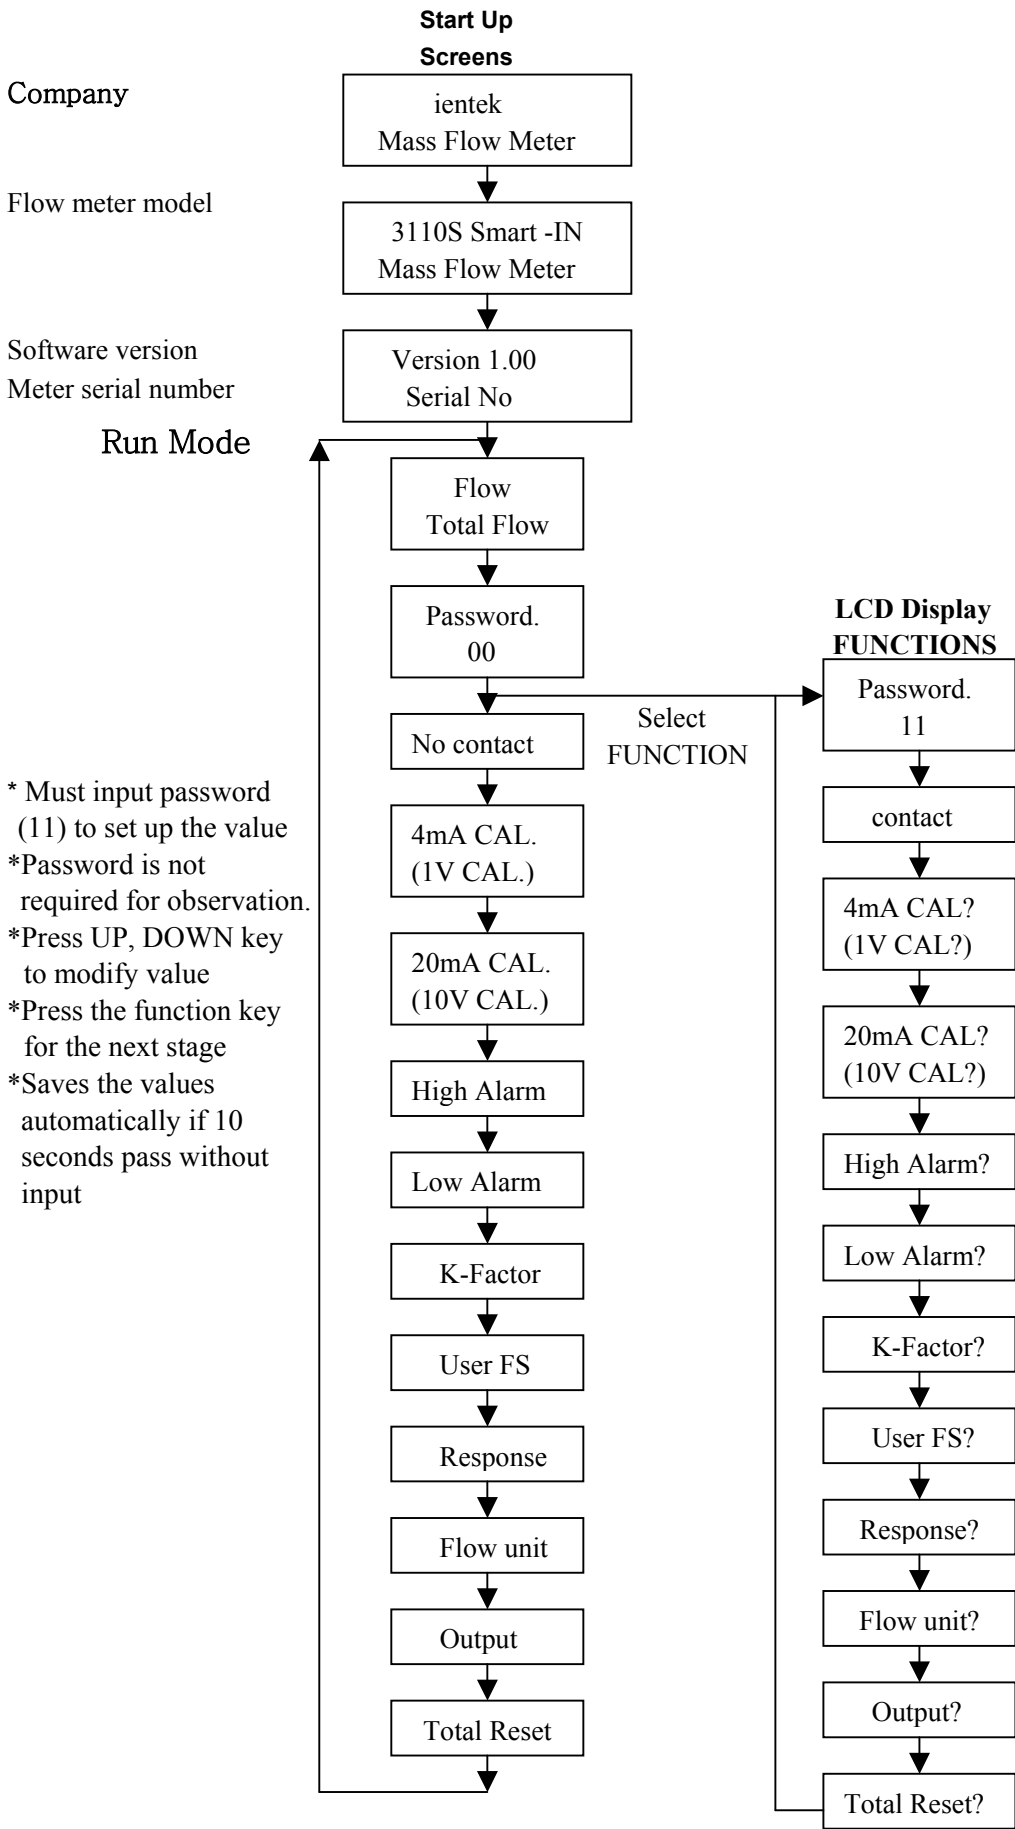 Start Up
Screens
Company
ientek
Mass Flow Meter
Flow meter model
3110S Smart -IN
Mass Flow Meter
Software version
Meter serial number
Version 1.00
Serial No
Run Mode
Flow
Total Flow
Password.
00
No contact
4mA CAL.
(1V CAL.)
20mA CAL.
(10V CAL.)
High Alarm
Low Alarm
K-Factor
User FS
Response
Flow unit
Output
Total Reset
Select
FUNCTION
LCD Display
FUNCTIONS
Password.
11
contact
4mA CAL?
(1V CAL?)
20mA CAL?
(10V CAL?)
High Alarm?
Low Alarm?
K-Factor?
User FS?
Response?
Flow unit?
Output?
Total Reset?
* Must input password
(11) to set up the value
*Password is not
required for observation.
*Press UP, DOWN key
to modify value
*Press the function key
for the next stage
*Saves the values
automatically if 10
seconds pass without
input